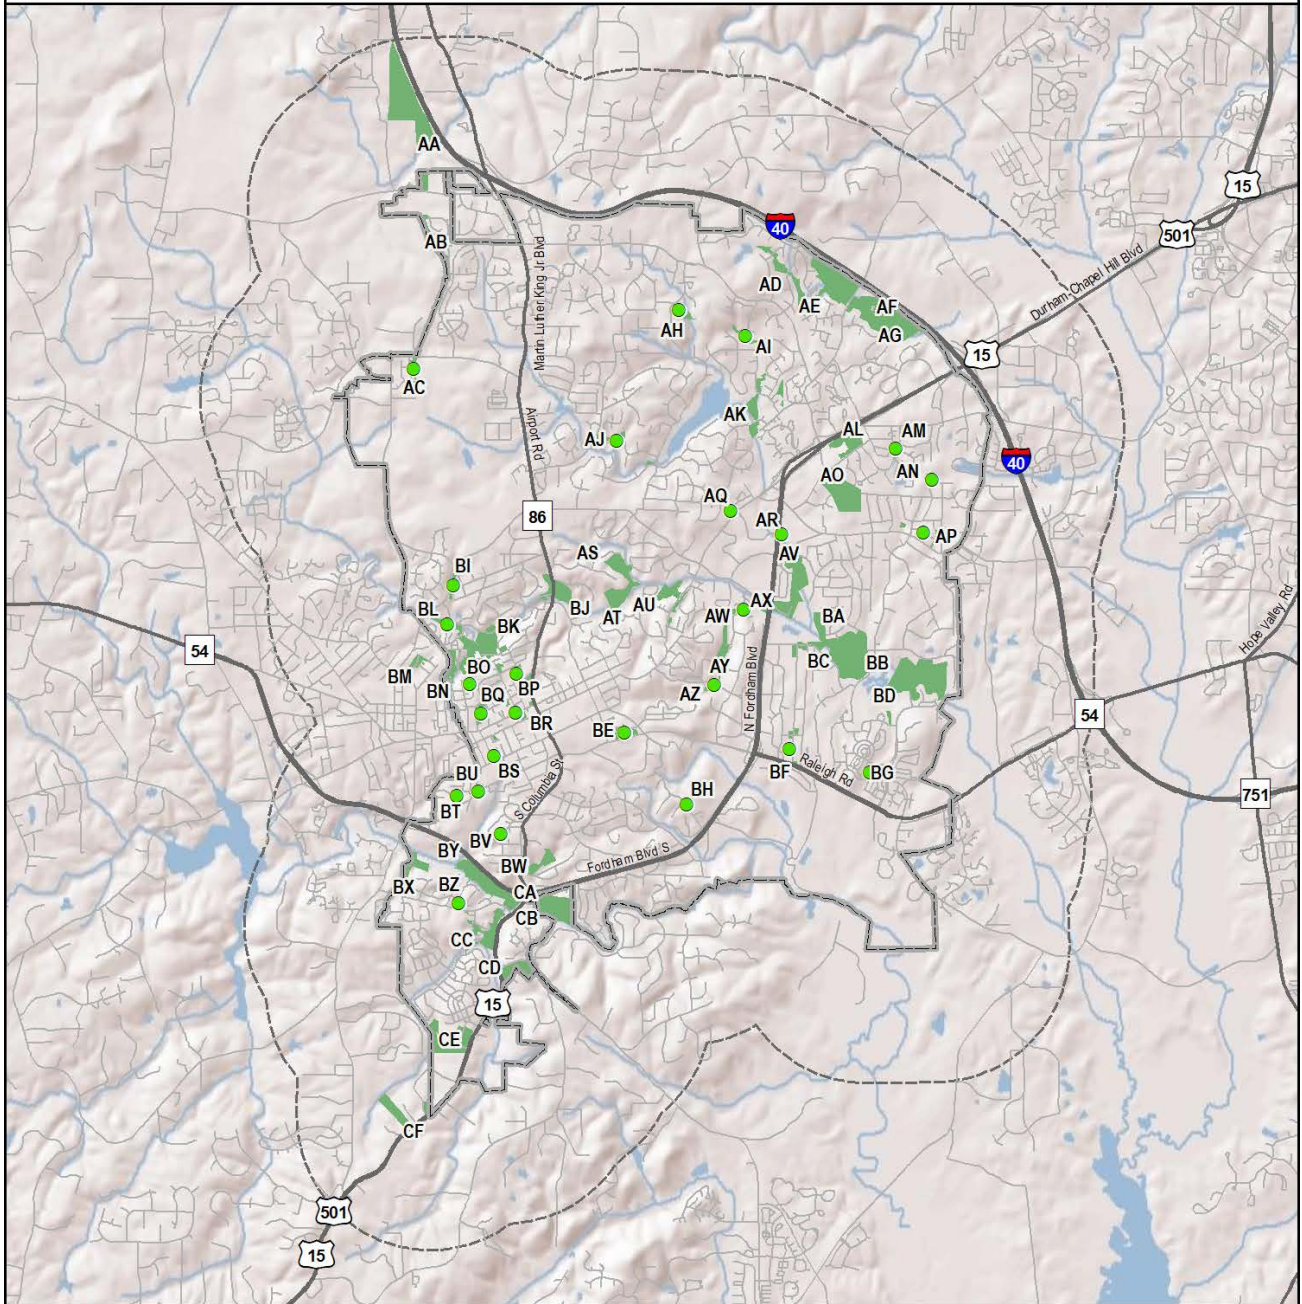 AA
15
501
40
AB
Martin Luther King Jr Blvd
Durham-Chapel Hill Blvd
AD
AE
AF
AH
AG
AI
15
AC
AK
Airport Rd
AL
AM
AJ
40
AO
AN
AQ
86
AR
AP
AS
AV
BI
AU
AX
BJ
AT
AW
BL
BA
BK
Hope Valley Rd
54
BC
BB
BO
AY
BM
BN
BQ
BP
AZ
BD
N Fordham Blvd
54
BR
BE
BU
BS
BF
Raleigh Rd
BG
S Columbia St
BH
751
BT
BV
BY
BW
Fordham Blvd S
BX
BZ
CA
CB
CC
CD
15
CE
CF
501
15